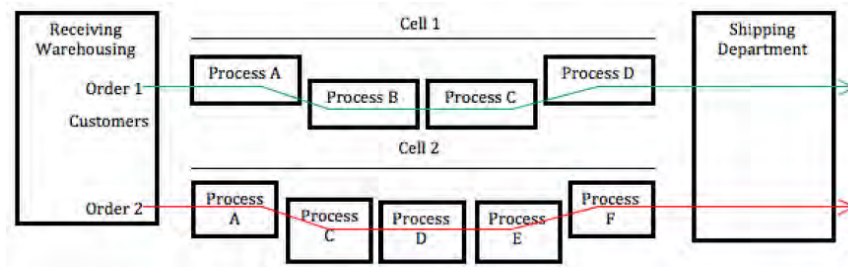 Receiving
Warehousing
Order 1
Customers
Order 2
Cell 1
Process A
Process B
Process C
Process D
Cell 2
Process
A
Process
C
Process
D
Process
E
Process
F
Shipping
Department